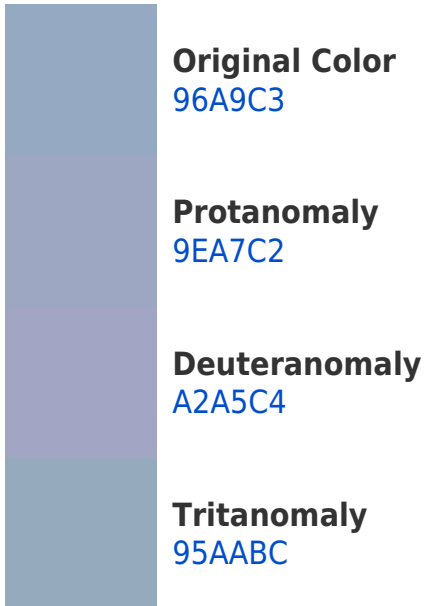 Original Color
96A9C3
Protanomaly
9EA7C2
Deuteranomaly
A2A5C4
Tritanomaly
95AABC